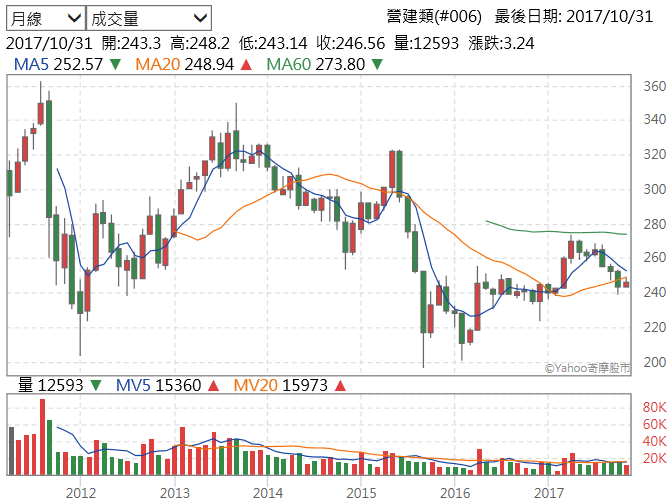 月線 成交量 營建類(#006) 最後日期: 2017/10/31
2017/10/31 開:243.3 高:248.2 低:243.14 收:246.56 量:12593 漲跌:3.24
MA5 252.57 ▼ MA20 248.94 ▲ MA60 273.80 ▼
360
340
320
300
280
260
240
220
200
©Yahoo奇摩股市
量 12593 ▼ MV5 15360 ▲ MV20 15973 ▲
80K
60K
40K
20K
2012 2013 2014 2015 2016 2017